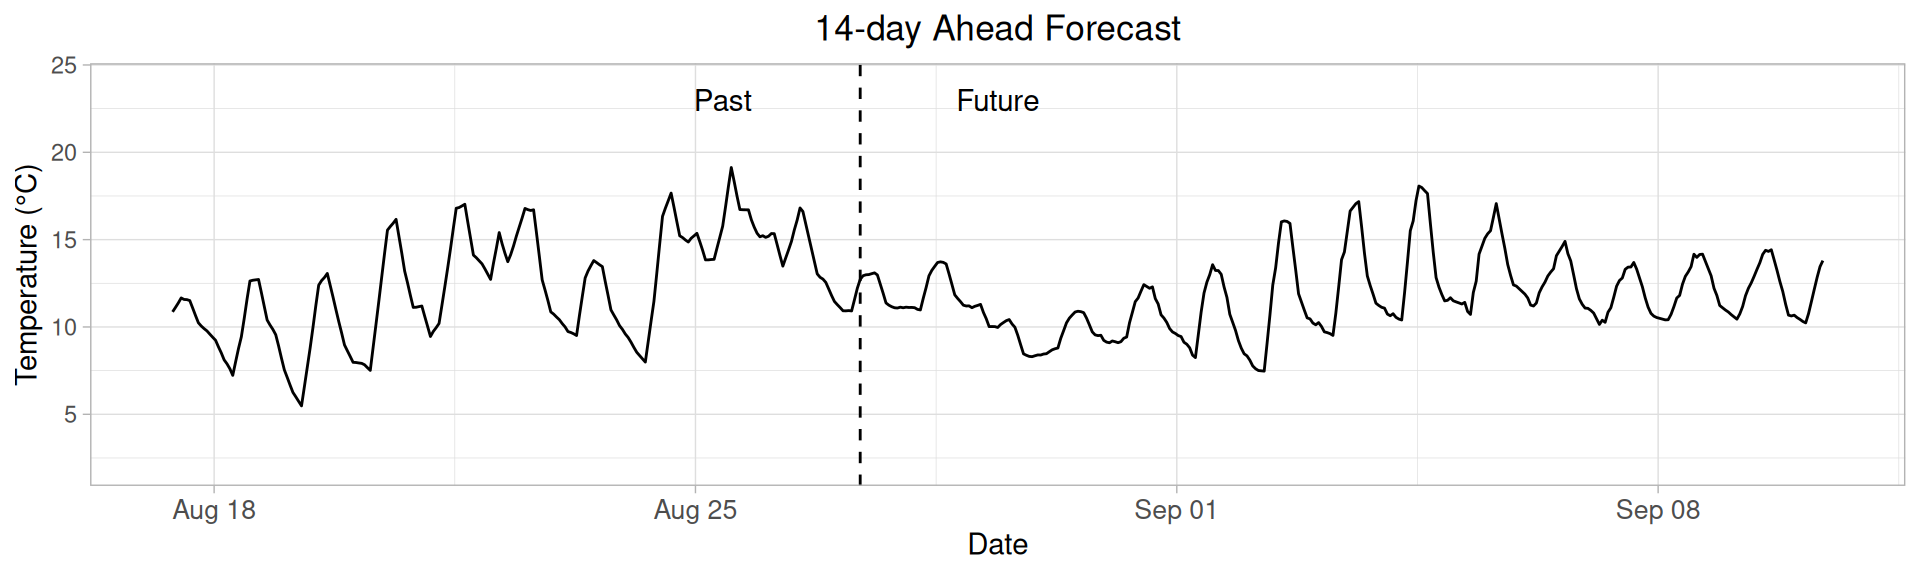 14-day Ahead Forecast
Temperature (°C)
25
20
15
10
5
Past
Future
Aug 18
Aug 25
Sep 01
Sep 08
Date